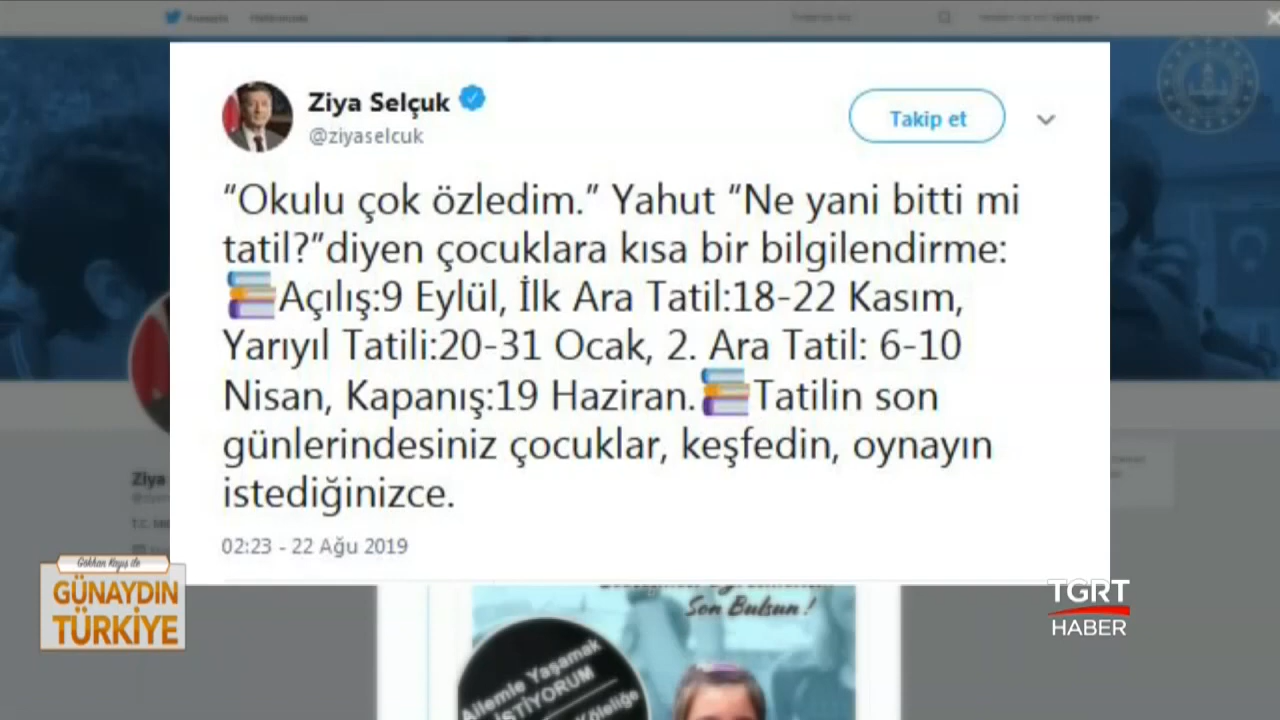 Ziya Selçuk
@ziyaselcuk
Takip et
“Okulu çok özledim.” Yahut “Ne yani bitti mi
tatil?”diyen çocuklara kısa bir bilgilendirme:
📚Açılış:9 Eylül, İlk Ara Tatil:18-22 Kasım,
Yarıyıl Tatili:20-31 Ocak, 2. Ara Tatil: 6-10
Nisan, Kapanış:19 Haziran.📚Tatilin son
günlerindesiniz çocuklar, keşfedin, oynayın
istediğinizce.
02:23 - 22 Ağu 2019
Ziya
Gökhan Kayış ile
GÜNAYDIN
TÜRKİYE
TGRT
HABER
Son Bulsun !
Ailemle Yaşamak
İSTİYORUM
Köleliğe